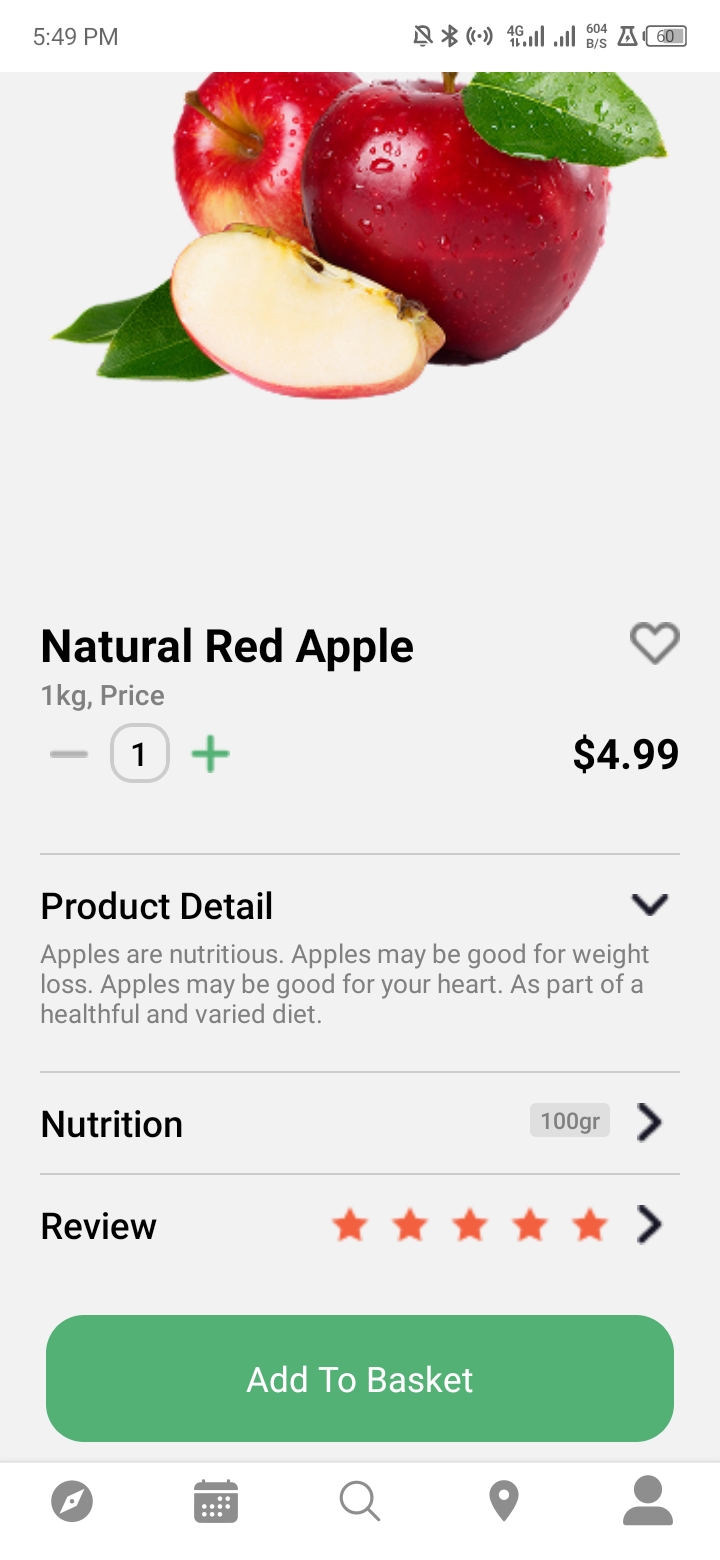 5:49 PM
4G
604
B/S
60
Natural Red Apple
1kg, Price
1
$4.99
Product Detail
Apples are nutritious. Apples may be good for weight
loss. Apples may be good for your heart. As part of a
healthful and varied diet.
Nutrition
100gr
Review
Add To Basket